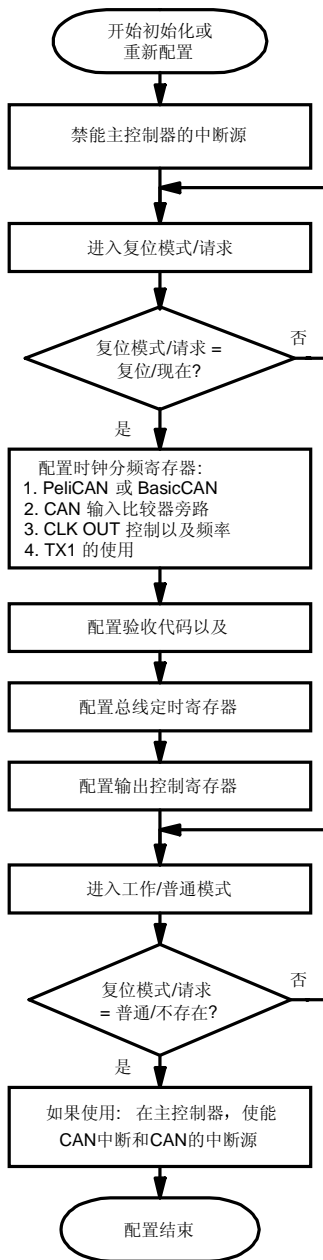 开始初始化或
重新配置
禁能主控制器的中断源
进入复位模式/请求
复位模式/请求 =
复位/现在?
否
是
配置时钟分频寄存器:
1. PeliCAN 或 BasicCAN
2. CAN 输入比较器旁路
3. CLK OUT 控制以及频率
4. TX1 的使用
配置验收代码以及
配置总线定时寄存器
配置输出控制寄存器
进入工作/普通模式
复位模式/请求
= 普通/不存在?
否
是
如果使用: 在主控制器，使能
CAN中断和CAN的中断源
配置结束